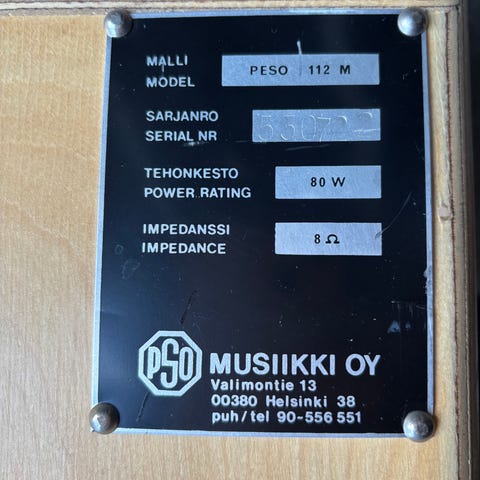 MALLI
MODEL
PESO 112 M
SARJANRO
SERIAL NR
TEHONKESTO
POWER RATING
80 W
IMPEDANSSI
IMPEDANCE
8 Ω
PSO
MUSIIKKI OY
Valimontie 13
00380 Helsinki 38
puh/tel 90-556 551